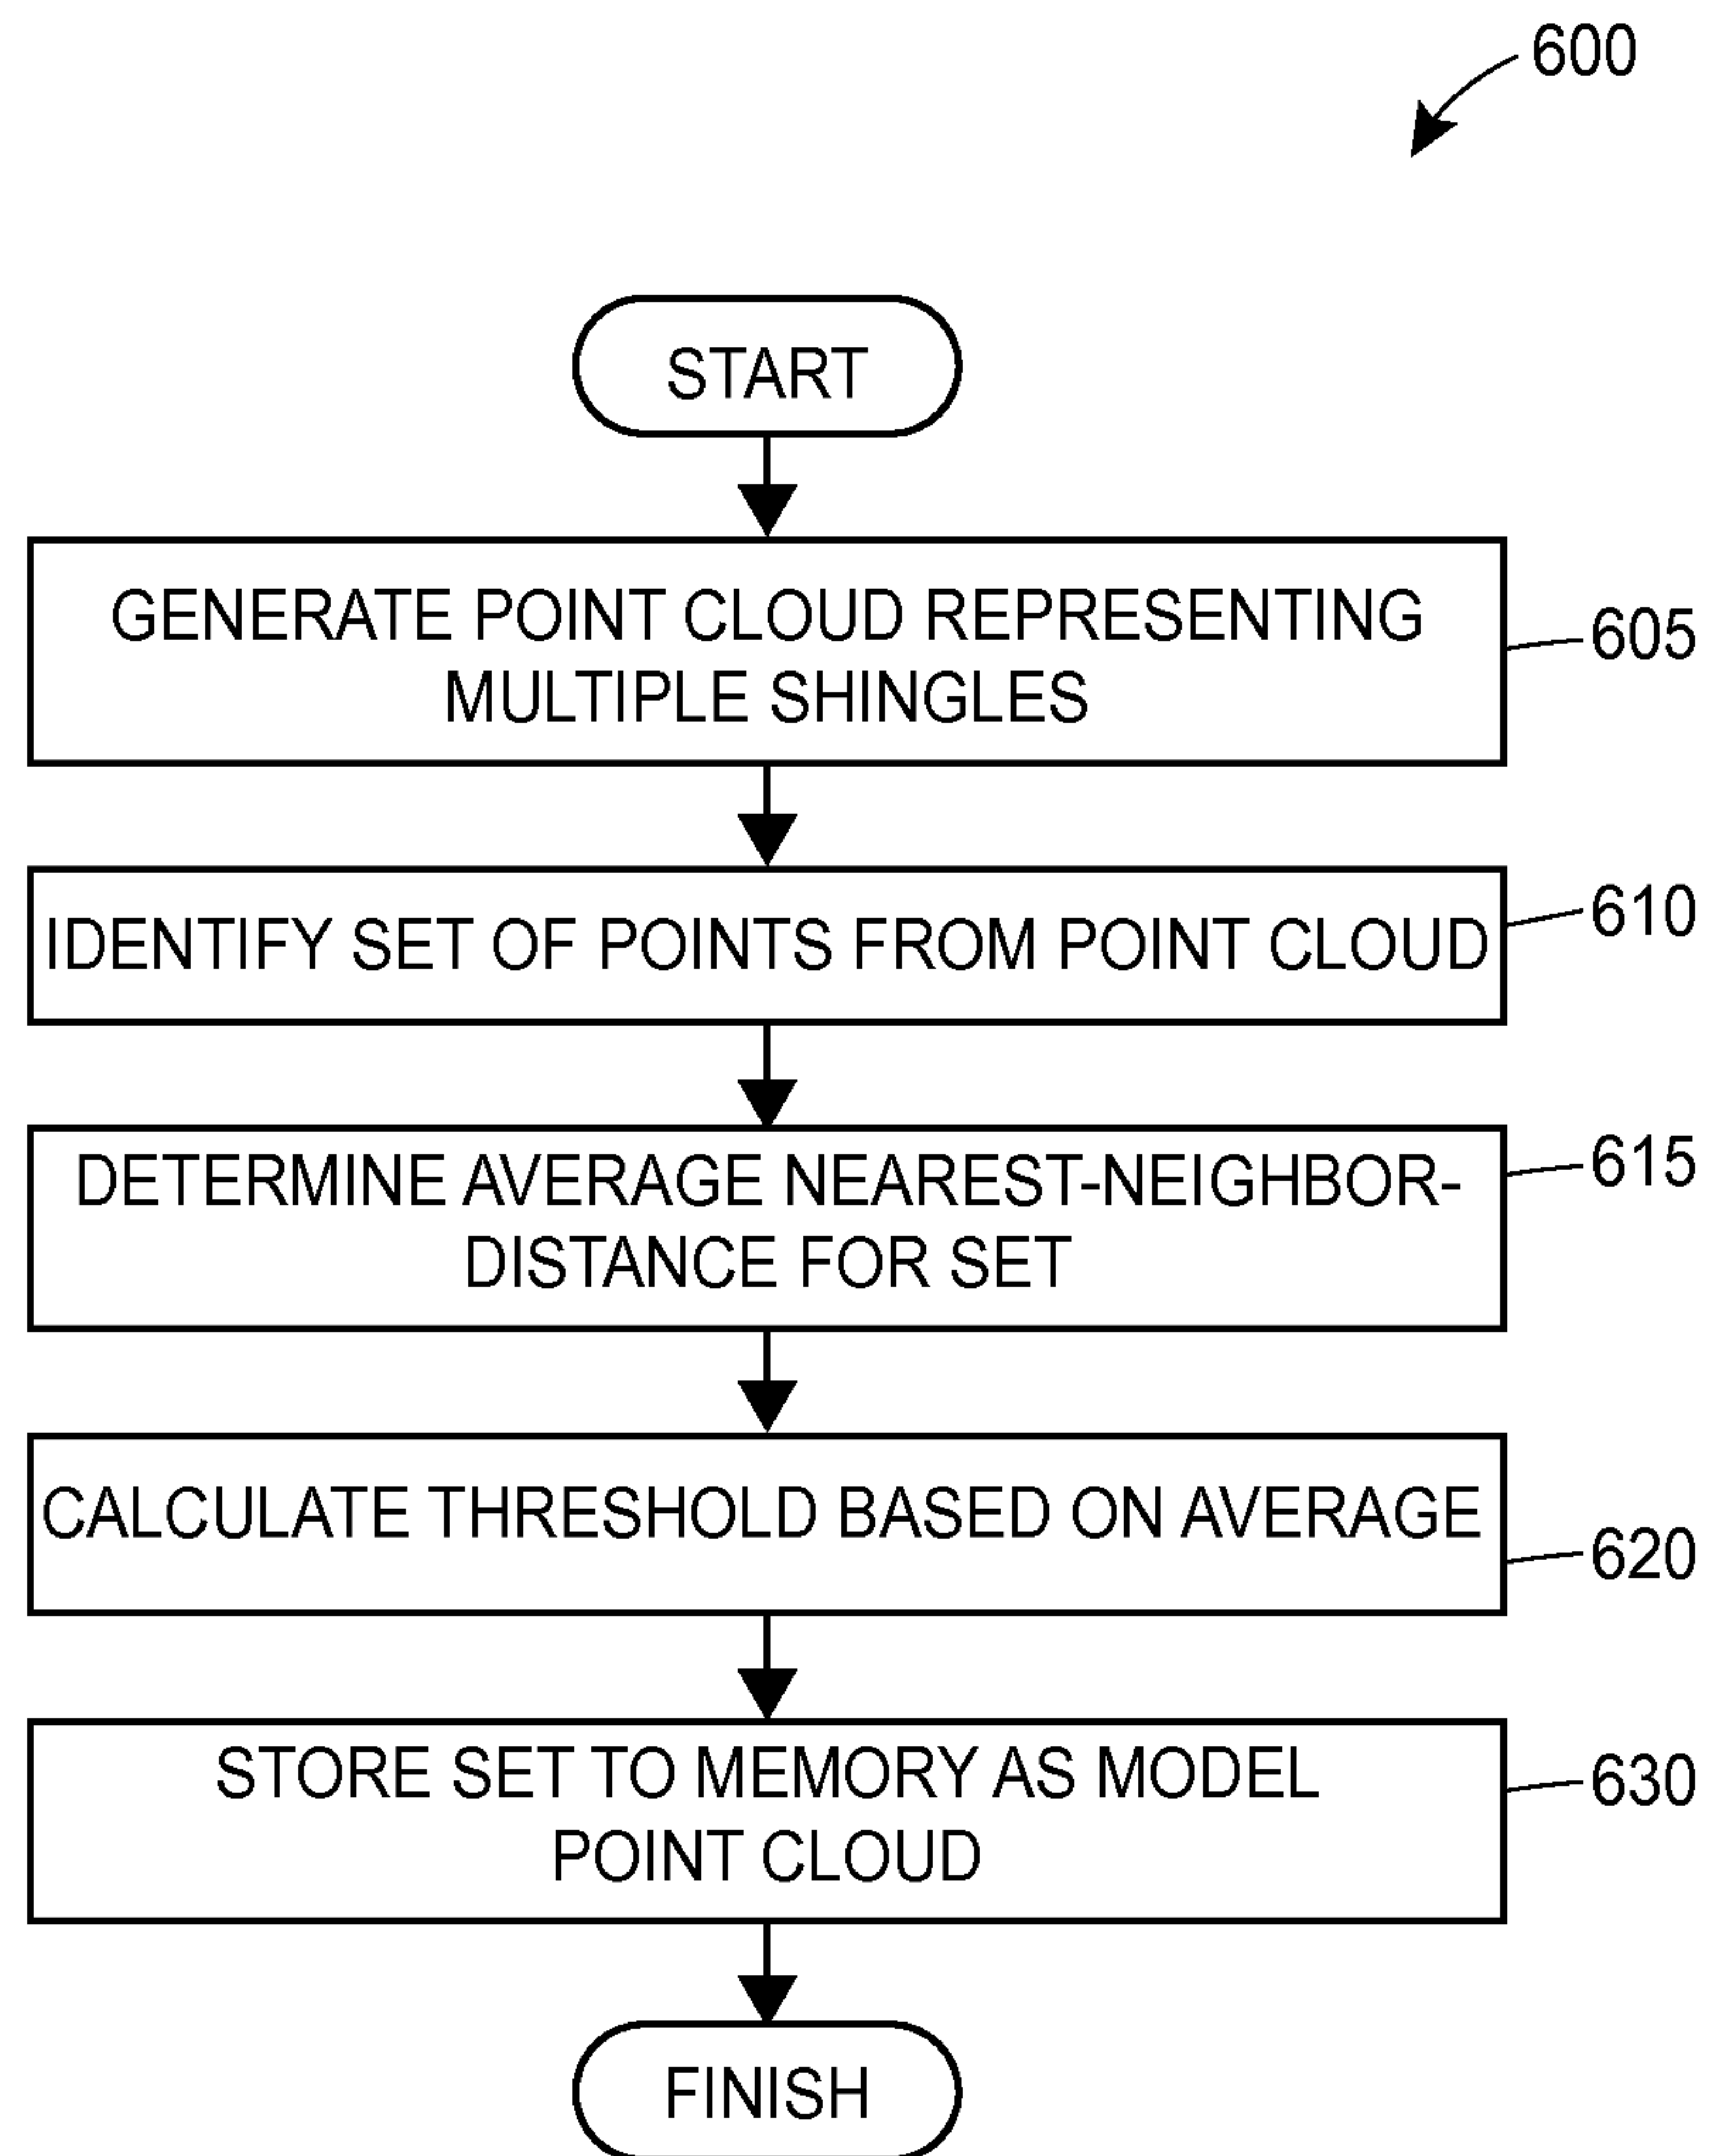 600
START
GENERATE POINT CLOUD REPRESENTING
MULTIPLE SHINGLES
605
IDENTIFY SET OF POINTS FROM POINT CLOUD
610
DETERMINE AVERAGE NEAREST-NEIGHBOR-
DISTANCE FOR SET
615
CALCULATE THRESHOLD BASED ON AVERAGE
620
STORE SET TO MEMORY AS MODEL
POINT CLOUD
630
FINISH